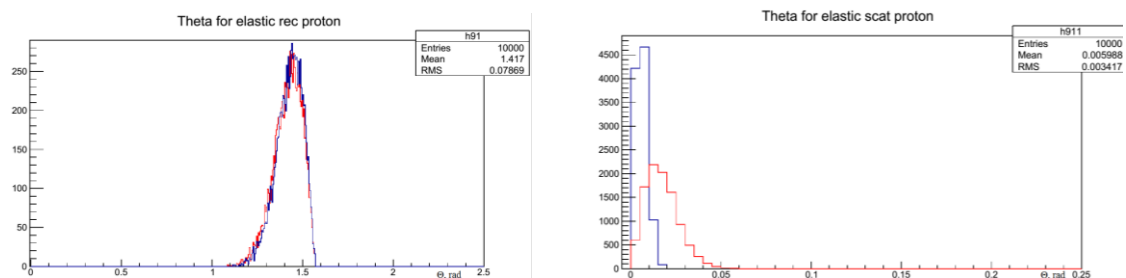 Theta for elastic rec proton
h91
Entries 10000
Mean 1.417
RMS 0.07869
250
200
150
100
50
0
0 0.5 1 1.5 2 2.5
Θ, rad
Theta for elastic scat proton
h911
Entries 10000
Mean 0.005988
RMS 0.003417
4500
4000
3500
3000
2500
2000
1500
1000
500
0
0 0.05 0.1 0.15 0.2 0.25
Θ, rad